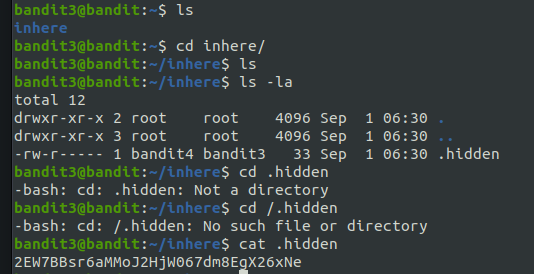 bandit3@bandit:~$ ls
inhere
bandit3@bandit:~$ cd inhere/
bandit3@bandit:~/inhere$ ls
bandit3@bandit:~/inhere$ ls -la
total 12
drwxr-xr-x 2 root    root    4096 Sep  1 06:30 .
drwxr-xr-x 3 root    root    4096 Sep  1 06:30 ..
-rw-r----- 1 bandit4 bandit3   33 Sep  1 06:30 .hidden
bandit3@bandit:~/inhere$ cd .hidden
-bash: cd: .hidden: Not a directory
bandit3@bandit:~/inhere$ cd /.hidden
-bash: cd: /.hidden: No such file or directory
bandit3@bandit:~/inhere$ cat .hidden
2EW7BBsr6aMMoJ2HjW067dm8EgX26xNe